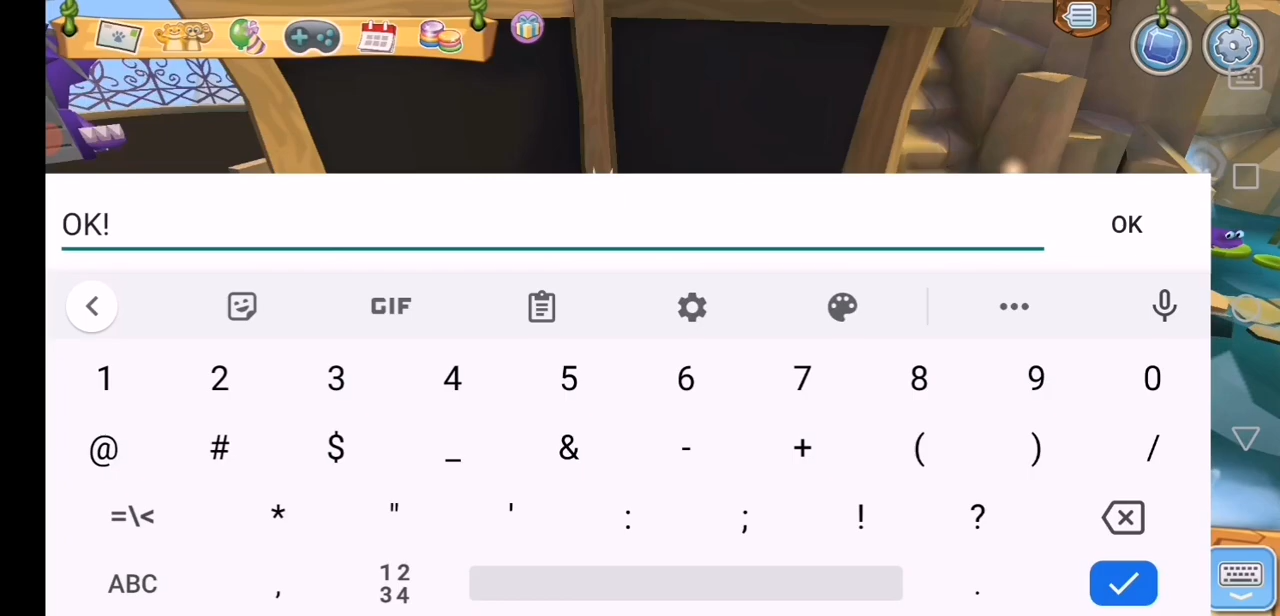 OK!
OK
GIF
1 2 3 4 5 6 7 8 9 0
@ # $ _ & - + ( ) /
=\< * " ' : ; ! ?
ABC , 12 34 .